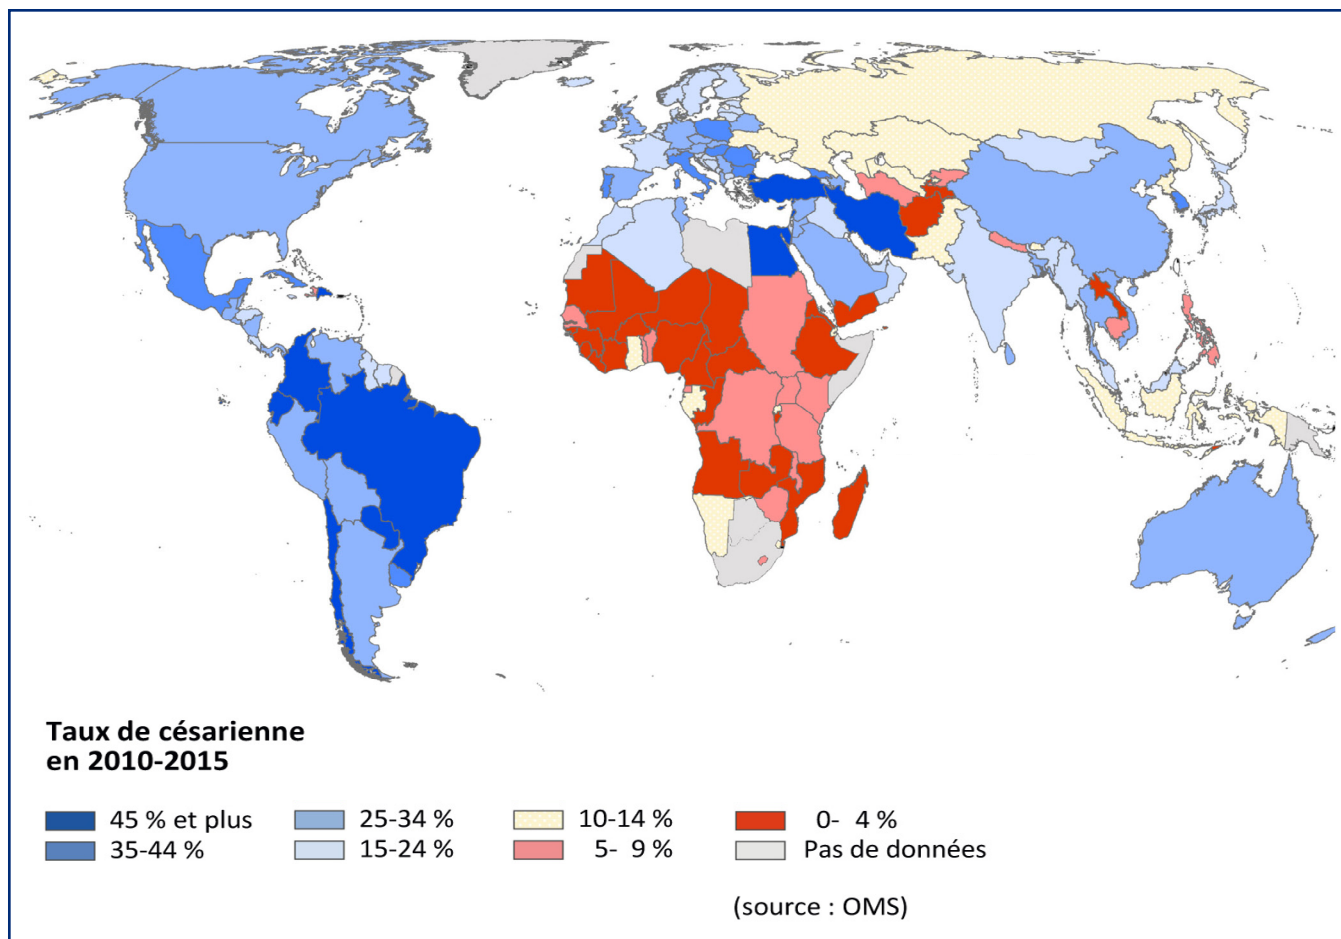 Taux de césarienne
en 2010-2015
45 % et plus
25-34 %
10-14 %
0- 4 %
35-44 %
15-24 %
5- 9 %
Pas de données
(source : OMS)